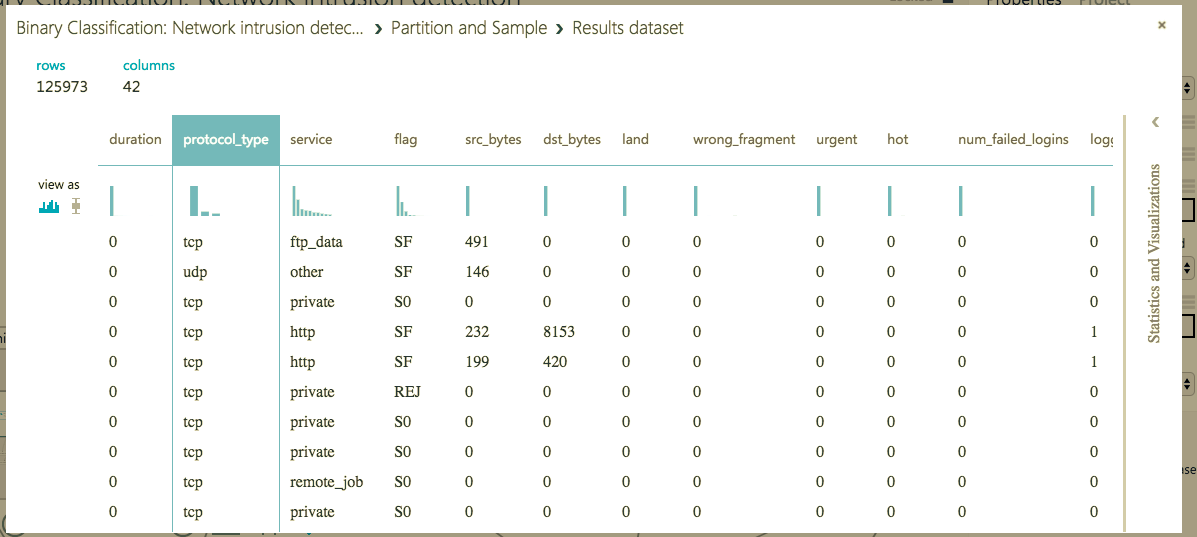 Binary Classification: Network intrusion detec... › Partition and Sample › Results dataset
rows columns
125973 42
duration protocol_type service flag src_bytes dst_bytes land wrong_fragment urgent hot num_failed_logins
view as
0 tcp ftp_data SF 491 0 0 0 0 0 0 0
0 udp other SF 146 0 0 0 0 0 0 0
0 tcp private S0 0 0 0 0 0 0 0 0
0 tcp http SF 232 8153 0 0 0 0 0 1
0 tcp http SF 199 420 0 0 0 0 0 1
0 tcp private REJ 0 0 0 0 0 0 0 0
0 tcp private S0 0 0 0 0 0 0 0 0
0 tcp private S0 0 0 0 0 0 0 0 0
0 tcp remote_job S0 0 0 0 0 0 0 0 0
0 tcp private S0 0 0 0 0 0 0 0 0
Statistics and Visualizations